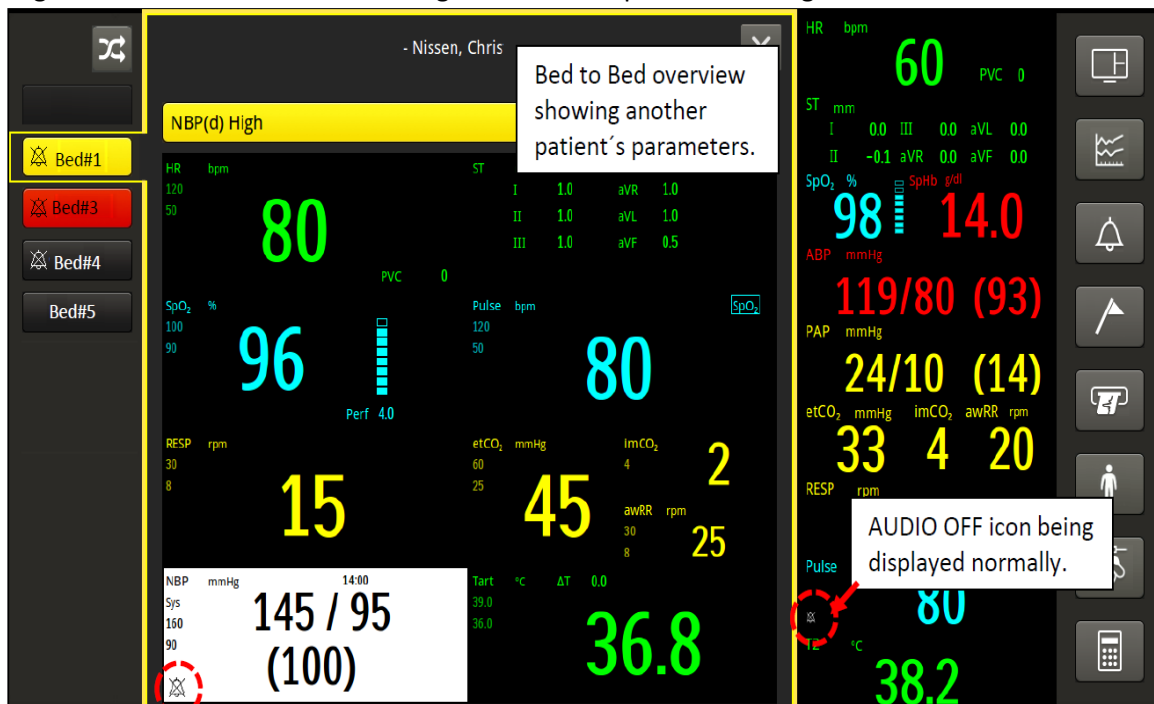 - Nissen, Chris
Bed to Bed overview
showing another
patient´s parameters.
NBP(d) High
Bed#1
Bed#3
Bed#4
Bed#5
HR bpm
120
50
80
PVC 0
ST
I 1.0 aVR 1.0
II 1.0 aVL 1.0
III 1.0 aVF 0.5
SpO₂ %
100
90
96
Perf 4.0
Pulse bpm
120
50
SpO₂
80
RESP rpm
30
8
15
etCO₂ mmHg
60
25
45
imCO₂
4
2
awRR rpm
30
8
25
NBP mmHg 14:00
Sys
160
90
145 / 95
(100)
Tart °C ΔT 0.0
39.0
36.0
36.8
HR bpm
60
PVC 0
ST mm
I 0.0 III 0.0 aVL 0.0
II -0.1 aVR 0.0 aVF 0.0
SpO₂ % SpHb g/dl
98 14.0
ABP mmHg
119/80 (93)
PAP mmHg
24/10 (14)
etCO₂ mmHg imCO₂ awRR rpm
33 4 20
RESP rpm
AUDIO OFF icon being
displayed normally.
Pulse
80
T2 °C
38.2